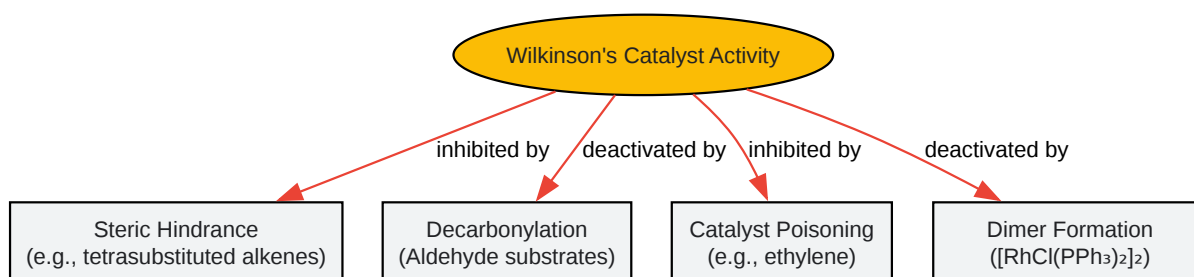 Wilkinson's Catalyst Activity
inhibited by
deactivated by
inhibited by
deactivated by
Steric Hindrance
(e.g., tetrasubstituted alkenes)
Decarbonylation
(Aldehyde substrates)
Catalyst Poisoning
(e.g., ethylene)
Dimer Formation
([RhCl(PPh₃)₂]₂)